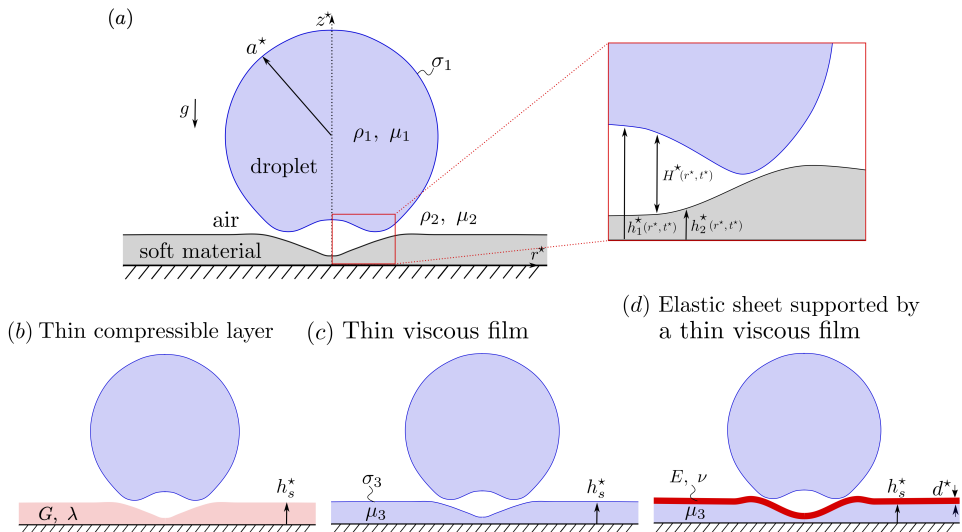 (a)
z*
a*
σ₁
g
ρ₁, μ₁
droplet
air
ρ₂, μ₂
soft material
r*
H*(r*, t*)
h₁*(r*, t*)
h₂*(r*, t*)
(b) Thin compressible layer
(c) Thin viscous film
(d) Elastic sheet supported by
a thin viscous film
G, λ
hₛ*
σ₃
μ₃
hₛ*
E, ν
μ₃
hₛ*
d*